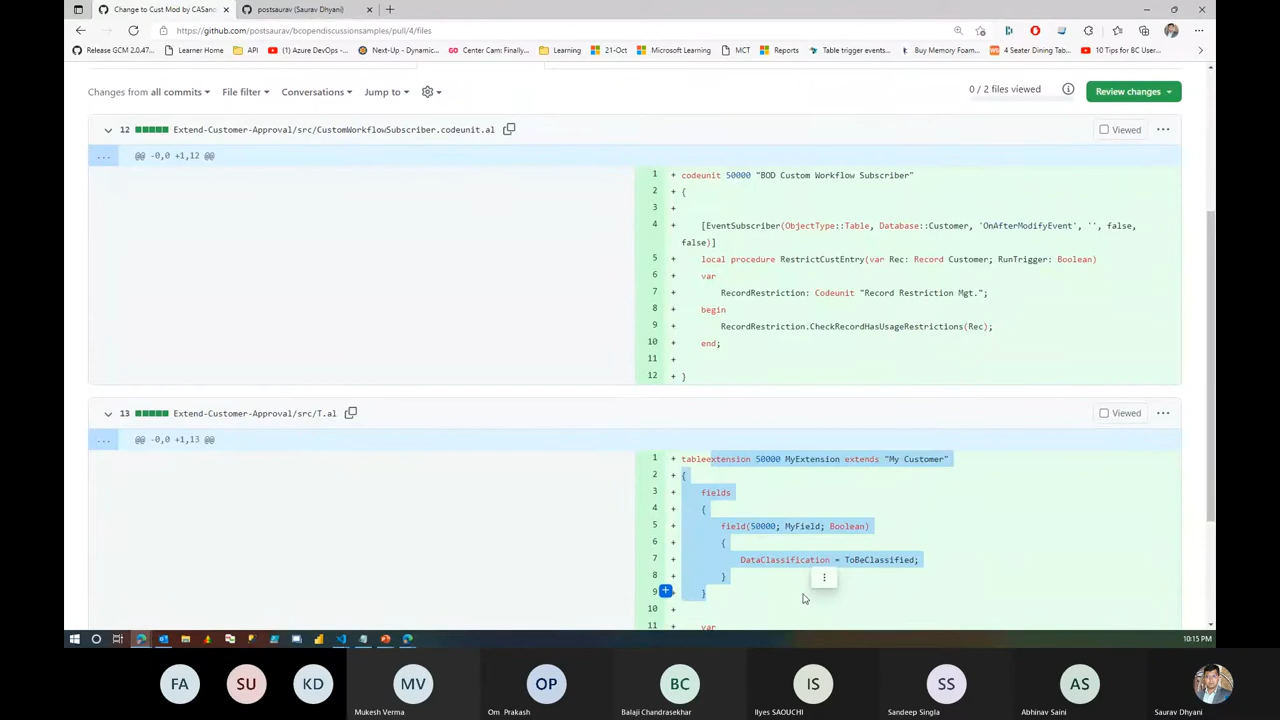 Change to Cust Mod by CASan
postsaurav (Saurav Dhyani)
https://github.com/postsaurav/bcopendiscussionsamples/pull/4/files
Release GCM 2.0.47...
Learner Home
API
(1) Azure DevOps -...
Next-Up - Dynamic...
Center Cam: Finally...
Learning
21-Oct
Microsoft Learning
MCT
Reports
Table trigger events...
Buy Memory Foam...
4 Seater Dining Tab...
10 Tips for BC User...
Changes from all commits
File filter
Conversations
Jump to
0 / 2 files viewed
Review changes
12 Extend-Customer-Approval/src/CustomWorkflowSubscriber.codeunit.al
Viewed
... @@ -0,0 +1,12 @@
1 + codeunit 50000 "BOD Custom Workflow Subscriber"
2 + {
3 +
4 + [EventSubscriber(ObjectType::Table, Database::Customer, 'OnAfterModifyEvent', '', false,
false)]
5 + local procedure RestrictCustEntry(var Rec: Record Customer; RunTrigger: Boolean)
6 + var
7 + RecordRestriction: Codeunit "Record Restriction Mgt.";
8 + begin
9 + RecordRestriction.CheckRecordHasUsageRestrictions(Rec);
10 + end;
11 +
12 + }
13 Extend-Customer-Approval/src/T.al
Viewed
... @@ -0,0 +1,13 @@
1 + tableextension 50000 MyExtension extends "My Customer"
2 + {
3 + fields
4 + {
5 + field(50000; MyField; Boolean)
6 + {
7 + DataClassification = ToBeClassified;
8 + }
9 + }
10 +
11 + var
10:15 PM
FA
SU
KD
MV
OP
BC
IS
SS
AS
Mukesh Verma
Om Prakash
Balaji Chandrasekhar
Ilyes SAOUCHI
Sandeep Singla
Abhinav Saini
Saurav Dhyani